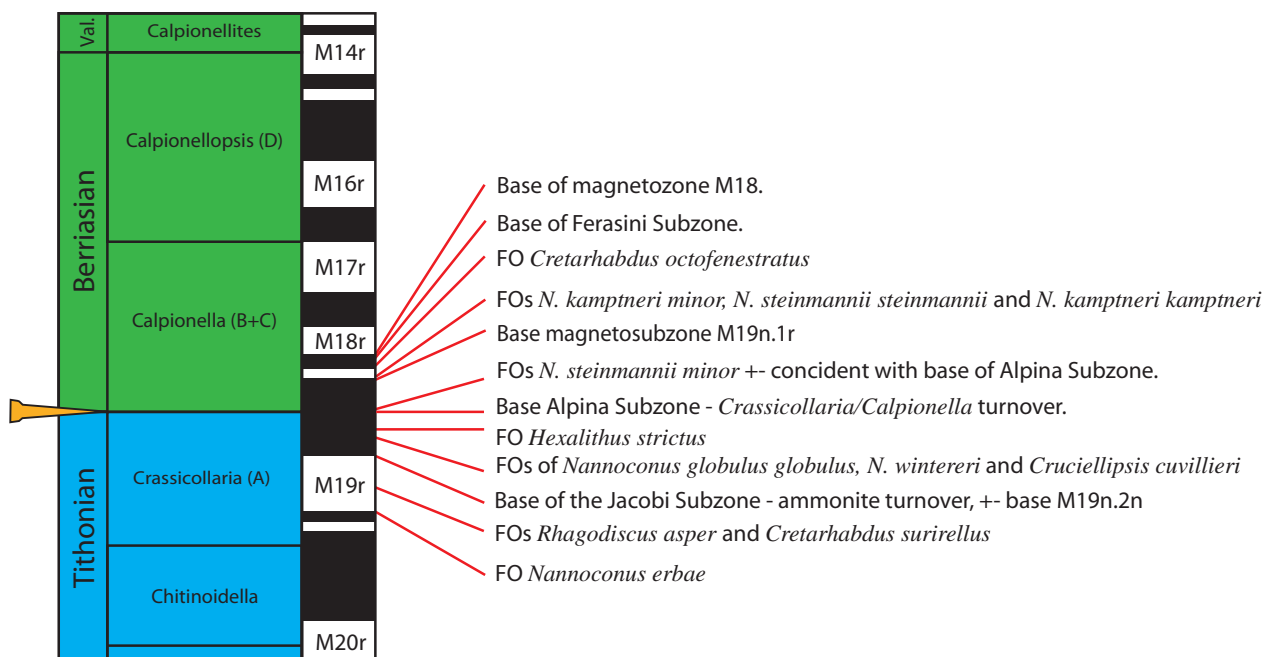 Val.
Calpionellites
M14r
Berriasian
Calpionellopsis (D)
M16r
M17r
Calpionella (B+C)
M18r
Tithonian
Crassicollaria (A)
M19r
Chitinoidella
M20r
Base of magnetozone M18.
Base of Ferasini Subzone.
FO Cretarhabdus octofenestratus
FOs N. kamptneri minor, N. steinmannii steinmannii and N. kamptneri kamptneri
Base magnetosubzone M19n.1r
FOs N. steinmannii minor +- concident with base of Alpina Subzone.
Base Alpina Subzone - Crassicollaria/Calpionella turnover.
FO Hexalithus strictus
FOs of Nannoconus globulus globulus, N. wintereri and Cruciellipsis cuvillieri
Base of the Jacobi Subzone - ammonite turnover, +- base M19n.2n
FOs Rhagodiscus asper and Cretarhabdus surirellus
FO Nannoconus erbae